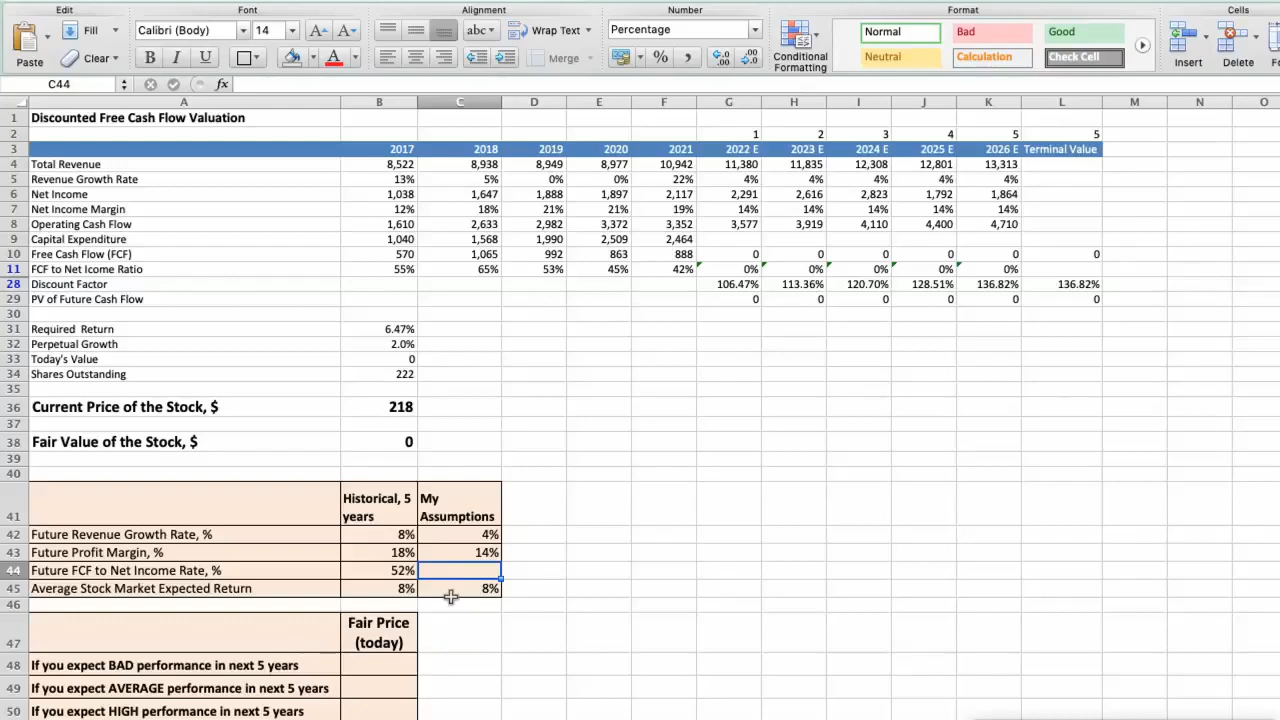 Edit Font Alignment Number Format Cells
Paste Fill Clear Calibri (Body) 14 A A abc Wrap Text Percentage Conditional Formatting Normal Bad Good Insert Delete
B I U A Merge % , .0 .00 .00 .0 Neutral Calculation Check Cell
C44 fx
A B C D E F G H I J K L M N O
1 Discounted Free Cash Flow Valuation
2 1 2 3 4 5 5
3 2017 2018 2019 2020 2021 2022 E 2023 E 2024 E 2025 E 2026 E Terminal Value
4 Total Revenue 8,522 8,938 8,949 8,977 10,942 11,380 11,835 12,308 12,801 13,313
5 Revenue Growth Rate 13% 5% 0% 0% 22% 4% 4% 4% 4% 4%
6 Net Income 1,038 1,647 1,888 1,897 2,117 2,291 2,616 2,823 1,792 1,864
7 Net Income Margin 12% 18% 21% 21% 19% 14% 14% 14% 14% 14%
8 Operating Cash Flow 1,610 2,633 2,982 3,372 3,352 3,577 3,919 4,110 4,400 4,710
9 Capital Expenditure 1,040 1,568 1,990 2,509 2,464
10 Free Cash Flow (FCF) 570 1,065 992 863 888 0 0 0 0 0 0
11 FCF to Net Icome Ratio 55% 65% 53% 45% 42% 0% 0% 0% 0% 0%
28 Discount Factor 106.47% 113.36% 120.70% 128.51% 136.82% 136.82%
29 PV of Future Cash Flow 0 0 0 0 0 0
30
31 Required Return 6.47%
32 Perpetual Growth 2.0%
33 Today's Value 0
34 Shares Outstanding 222
35
36 Current Price of the Stock, $ 218
37
38 Fair Value of the Stock, $ 0
39
40
41 Historical, 5 years My Assumptions
42 Future Revenue Growth Rate, % 8% 4%
43 Future Profit Margin, % 18% 14%
44 Future FCF to Net Income Rate, % 52%
45 Average Stock Market Expected Return 8% 8%
46
47 Fair Price (today)
48 If you expect BAD performance in next 5 years
49 If you expect AVERAGE performance in next 5 years
50 If you expect HIGH performance in next 5 years